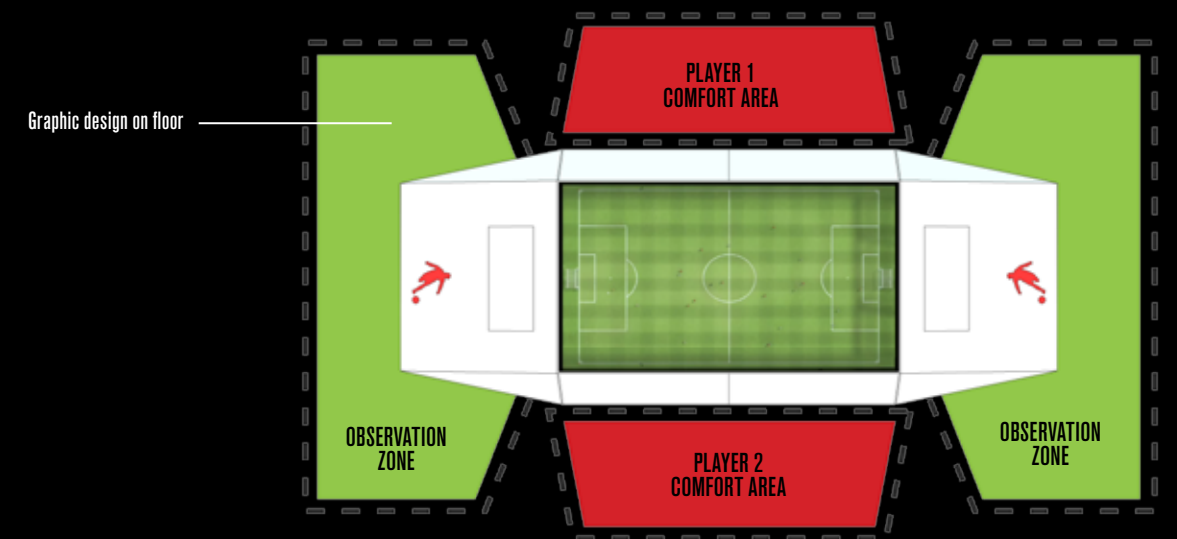 PLAYER 1
COMFORT AREA
Graphic design on floor
OBSERVATION
ZONE
OBSERVATION
ZONE
PLAYER 2
COMFORT AREA